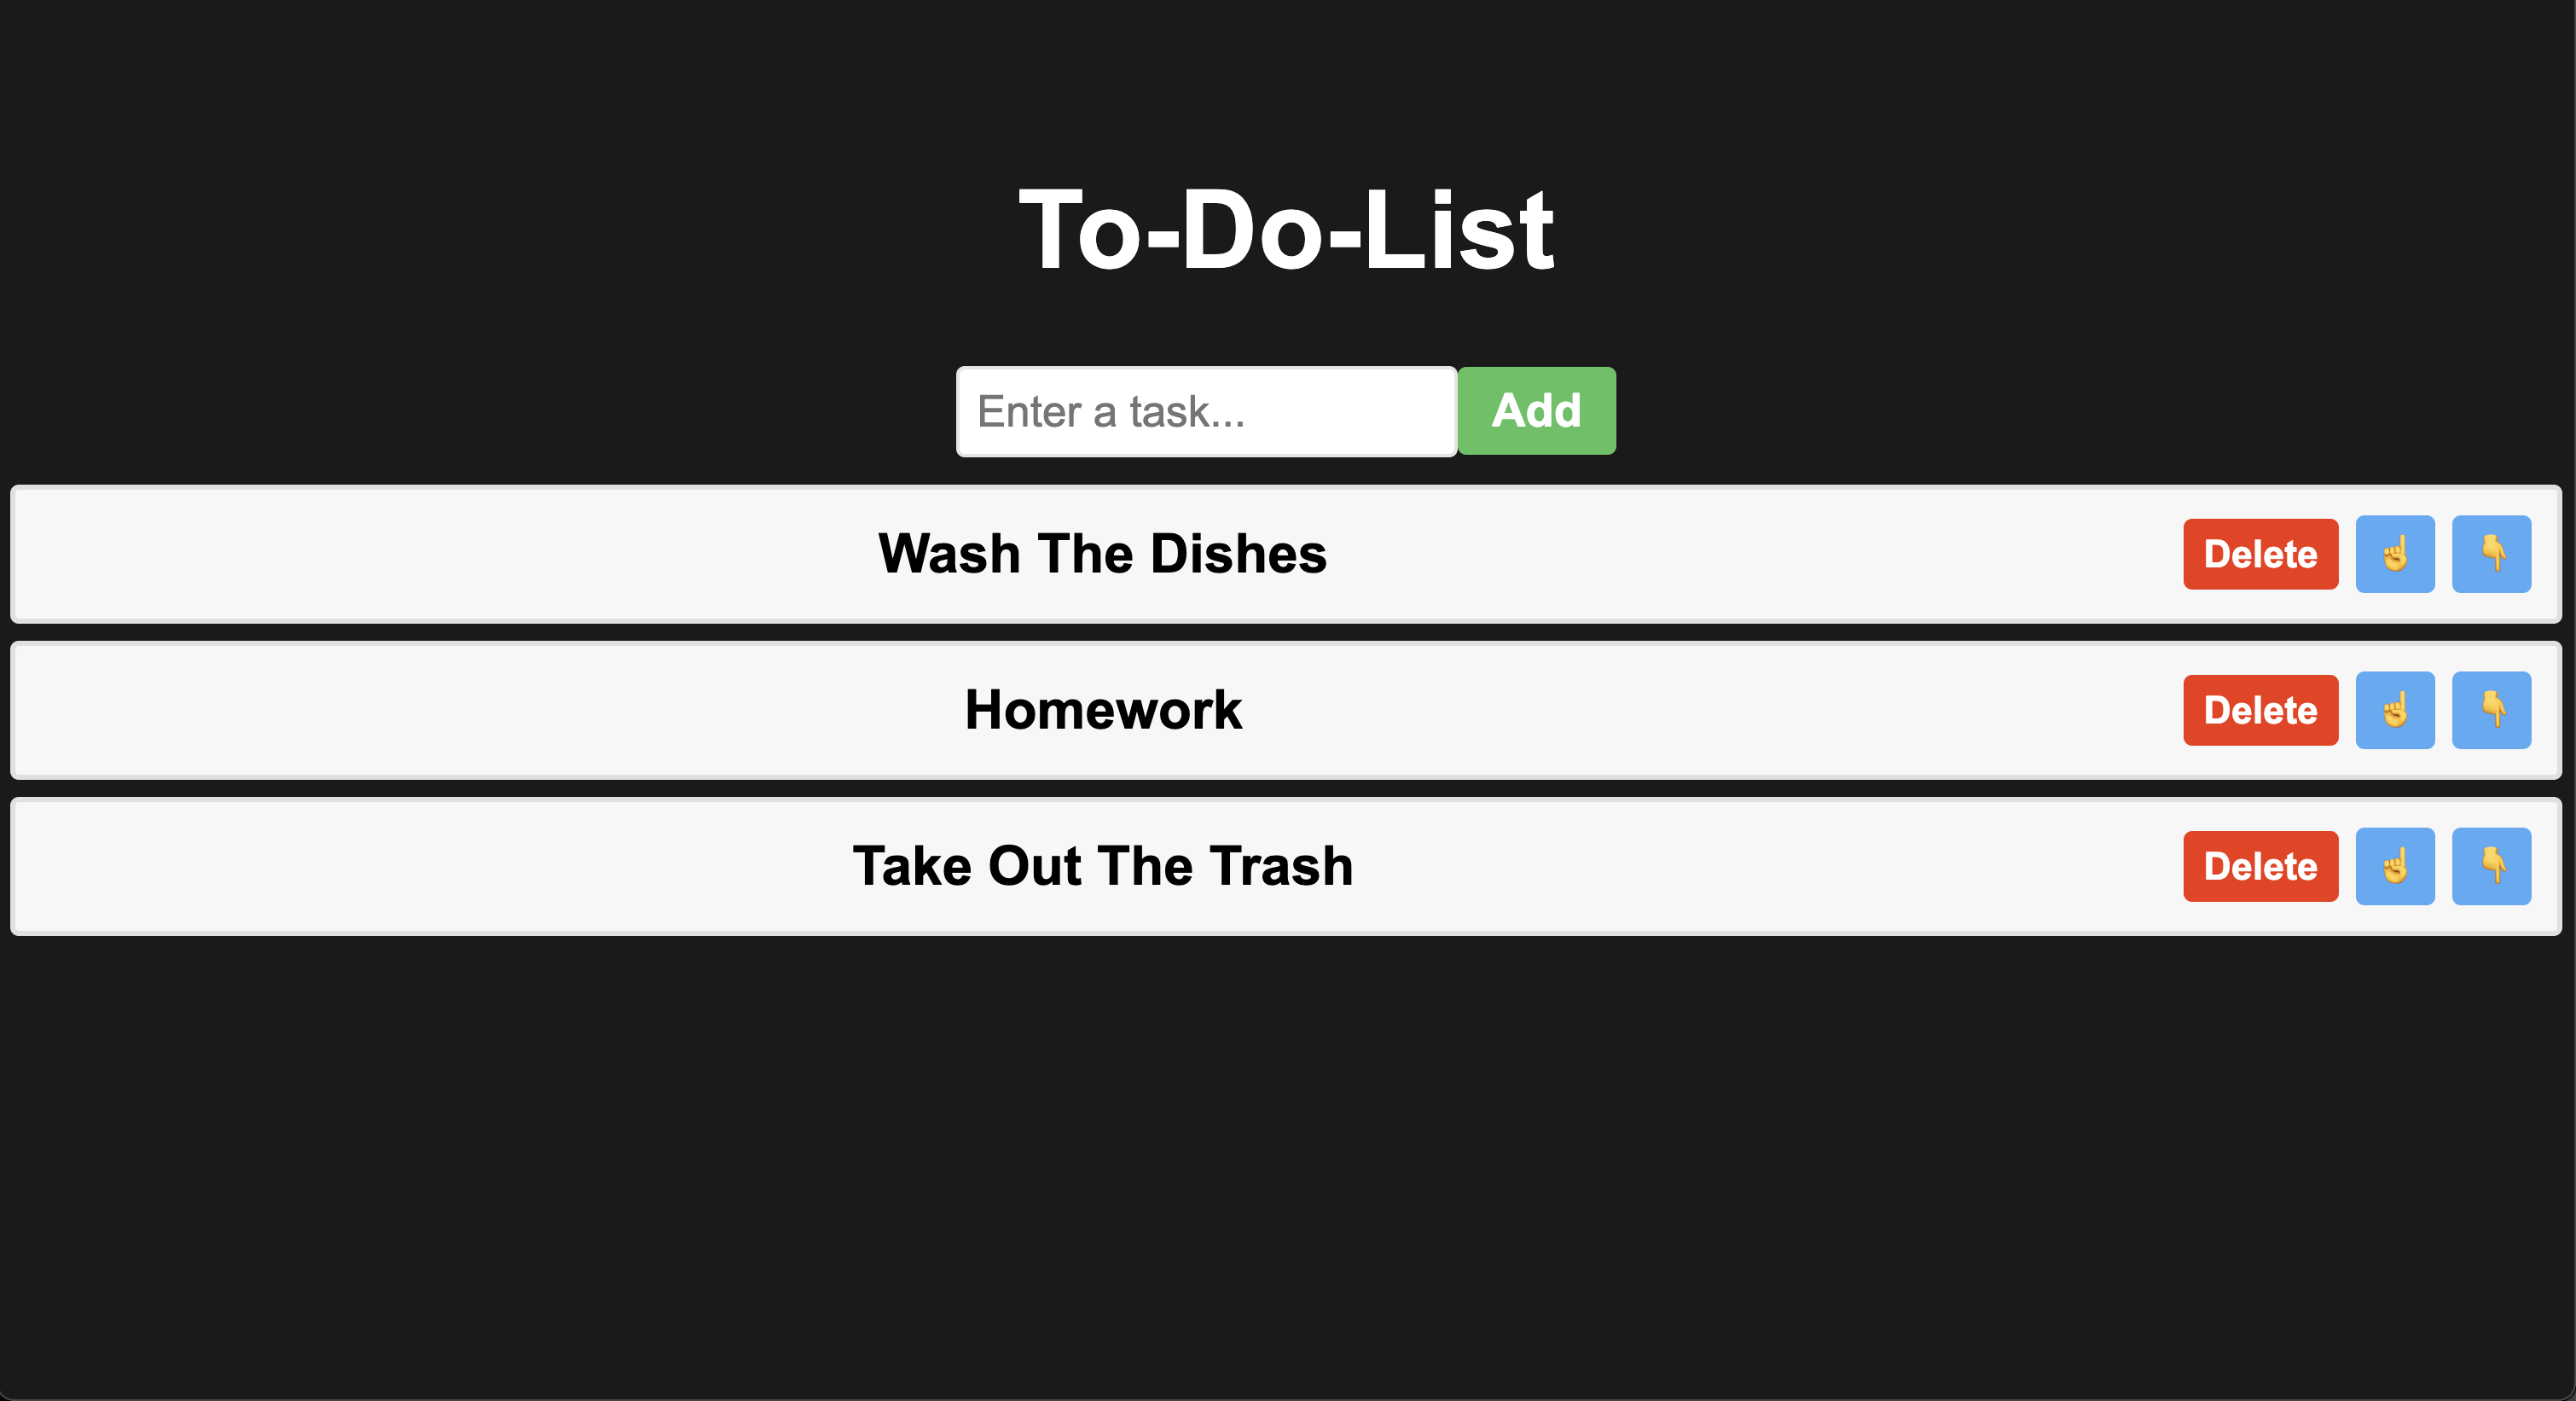 To-Do-List
Enter a task... Add
Wash The Dishes Delete ☝️ 👇
Homework Delete ☝️ 👇
Take Out The Trash Delete ☝️ 👇